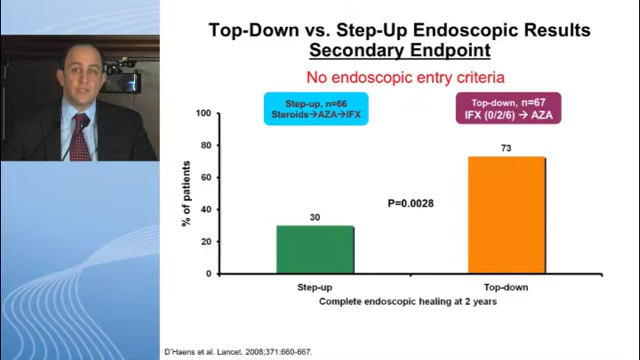 Top-Down vs. Step-Up Endoscopic Results
Secondary Endpoint
No endoscopic entry criteria
Step-up, n=66
Steroids→AZA→IFX
Top-down, n=67
IFX (0/2/6) → AZA
100
80
60
40
20
0
% of patients
30
P=0.0028
73
Step-up
Top-down
Complete endoscopic healing at 2 years
D'Haens et al. Lancet. 2008;371:660-667.